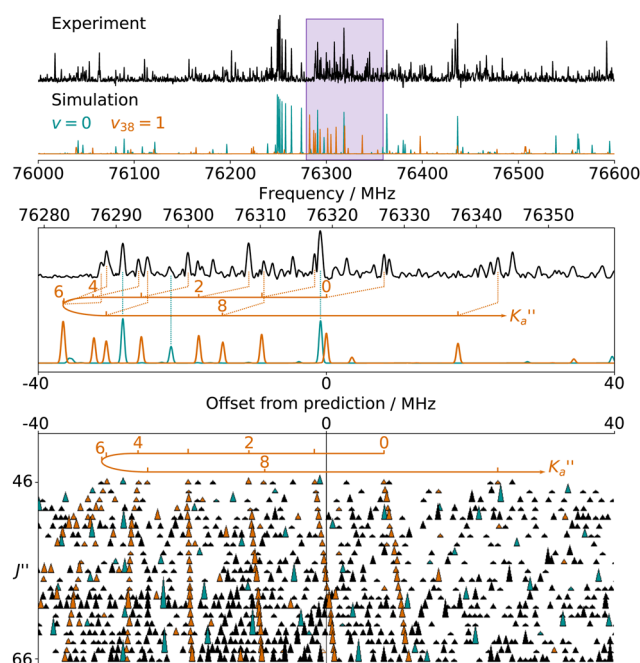 Experiment
Simulation
v = 0 v₃₈ = 1
76000 76100 76200 76300 76400 76500 76600
Frequency / MHz
76280 76290 76300 76310 76320 76330 76340 76350
6 4 2 0
8 Kₐ''
-40 0 40
Offset from prediction / MHz
-40 0 40
6 4 2 0
8 Kₐ''
46
J''
66